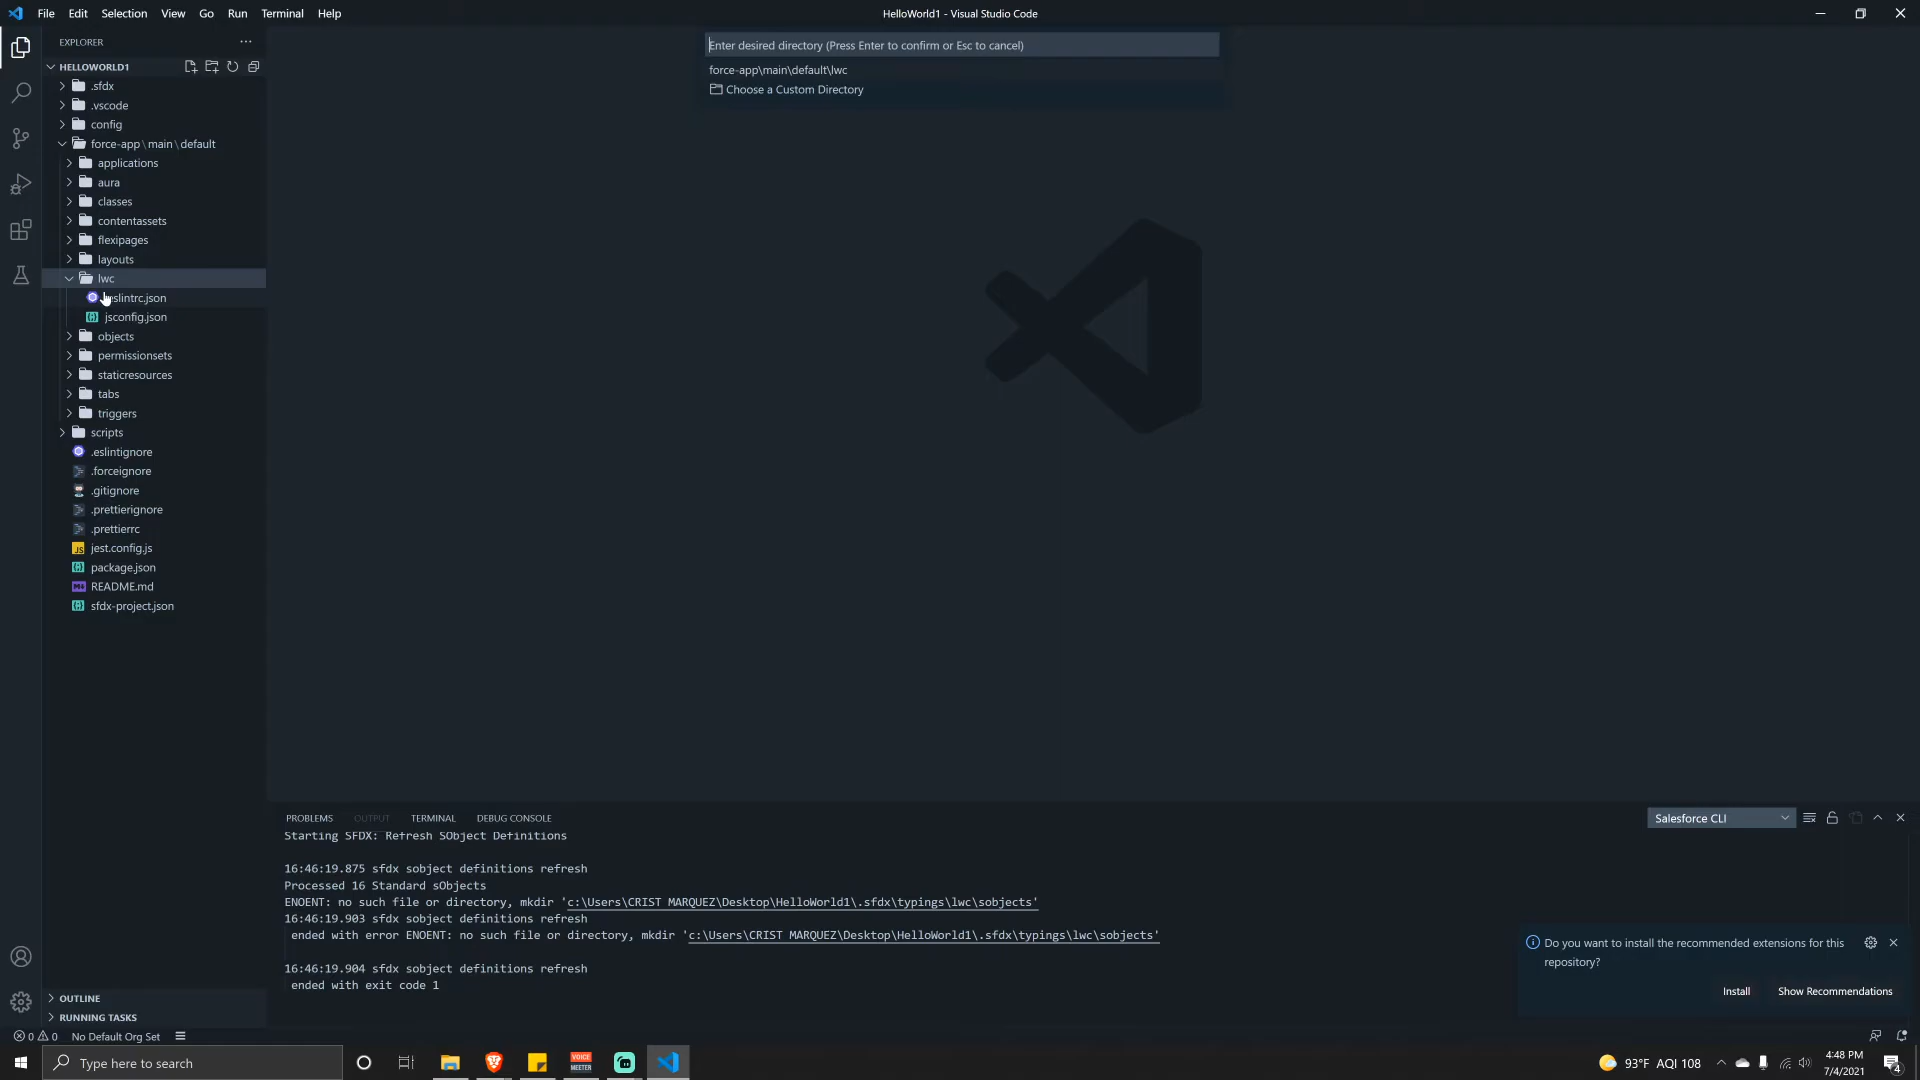 File Edit Selection View Go Run Terminal Help
HelloWorld1 - Visual Studio Code
EXPLORER
Enter desired directory (Press Enter to confirm or Esc to cancel)
force-app\main\default\lwc
Choose a Custom Directory
HELLOWORLD1
.sfdx
.vscode
config
force-app\main\default
applications
aura
classes
contentassets
flexipages
layouts
lwc
eslintrc.json
jsconfig.json
objects
permissionsets
staticresources
tabs
triggers
scripts
.eslintignore
.forceignore
.gitignore
.prettierignore
.prettierrc
jest.config.js
package.json
README.md
sfdx-project.json
OUTLINE
RUNNING TASKS
PROBLEMS OUTPUT TERMINAL DEBUG CONSOLE
Salesforce CLI
Starting SFDX: Refresh SObject Definitions
16:46:19.875 sfdx sobject definitions refresh
Processed 16 Standard sObjects
ENOENT: no such file or directory, mkdir 'c:\Users\CRIST MARQUEZ\Desktop\HelloWorld1\.sfdx\typings\lwc\sobjects'
16:46:19.903 sfdx sobject definitions refresh
ended with error ENOENT: no such file or directory, mkdir 'c:\Users\CRIST MARQUEZ\Desktop\HelloWorld1\.sfdx\typings\lwc\sobjects'
16:46:19.904 sfdx sobject definitions refresh
ended with exit code 1
Do you want to install the recommended extensions for this
repository?
Install Show Recommendations
0 0 No Default Org Set
Type here to search
VOICE
MEETER
93°F AQI 108
4:48 PM
7/4/2021
4